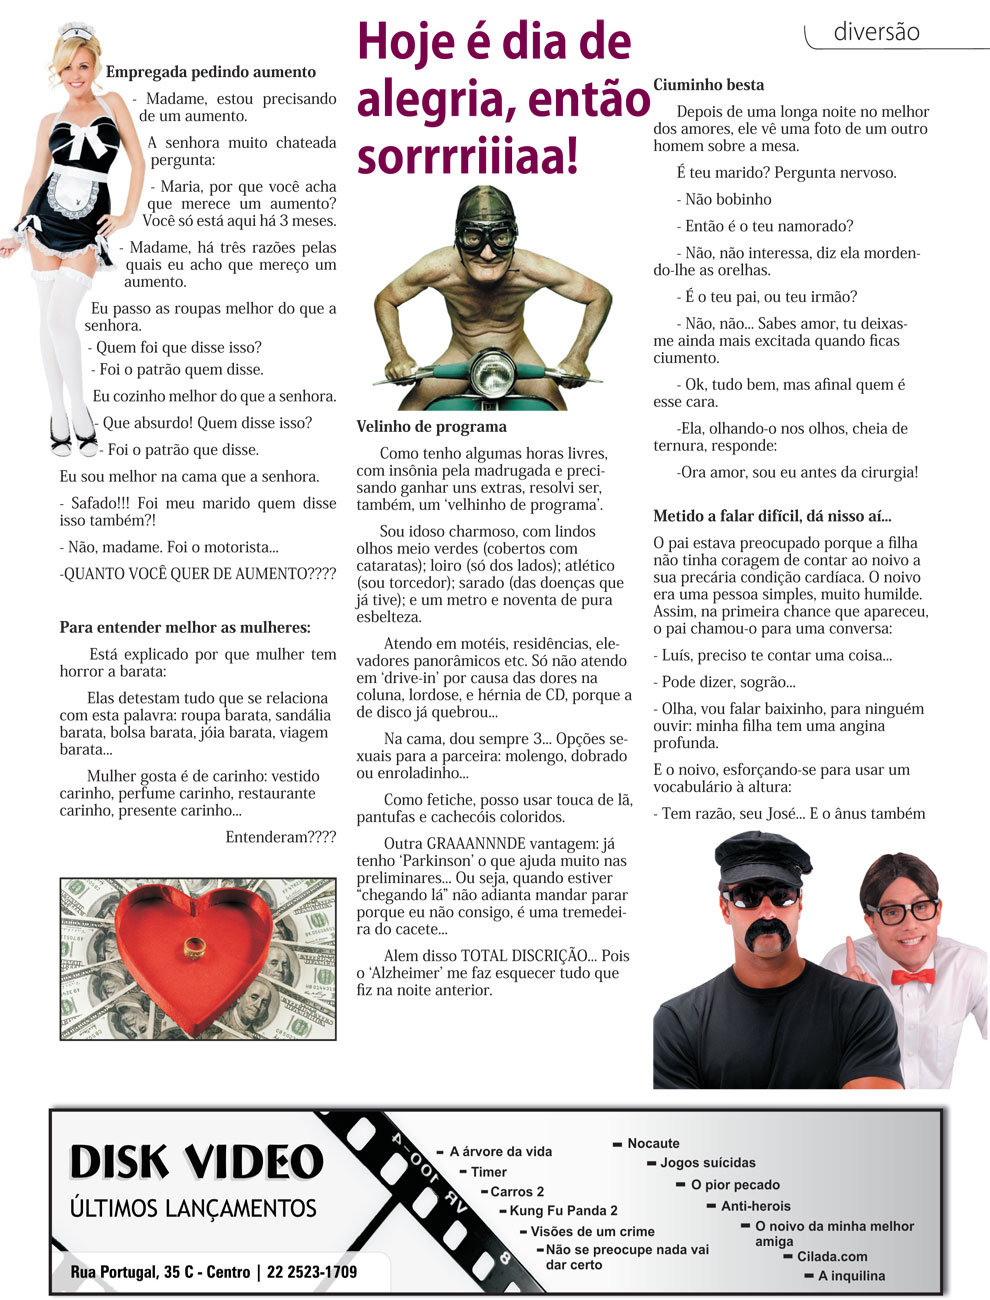 diversão
Hoje é dia de
alegria, então
sorrrriiiaa!
Empregada pedindo aumento
- Madame, estou precisando
de um aumento.
A senhora muito chateada
pergunta:
- Maria, por que você acha
que merece um aumento?
Você só está aqui há 3 meses.
- Madame, há três razões pelas
quais eu acho que mereço um
aumento.
Eu passo as roupas melhor do que a
senhora.
- Quem foi que disse isso?
- Foi o patrão quem disse.
Eu cozinho melhor do que a senhora.
- Que absurdo! Quem disse isso?
- Foi o patrão que disse.
Eu sou melhor na cama que a senhora.
- Safado!!! Foi meu marido quem disse
isso também?!
- Não, madame. Foi o motorista...
-QUANTO VOCÊ QUER DE AUMENTO????
Para entender melhor as mulheres:
Está explicado por que mulher tem
horror a barata:
Elas detestam tudo que se relaciona
com esta palavra: roupa barata, sandália
barata, bolsa barata, jóia barata, viagem
barata...
Mulher gosta é de carinho: vestido
carinho, perfume carinho, restaurante
carinho, presente carinho...
Entenderam????
Velinho de programa
Como tenho algumas horas livres,
com insônia pela madrugada e preci-
sando ganhar uns extras, resolvi ser,
também, um ‘velhinho de programa’.
Sou idoso charmoso, com lindos
olhos meio verdes (cobertos com
cataratas); loiro (só dos lados); atlético
(sou torcedor); sarado (das doenças que
já tive); e um metro e noventa de pura
esbelteza.
Atendo em motéis, residências, ele-
vadores panorâmicos etc. Só não atendo
em ‘drive-in’ por causa das dores na
coluna, lordose, e hérnia de CD, porque a
de disco já quebrou...
Na cama, dou sempre 3... Opções se-
xuais para a parceira: molengo, dobrado
ou enroladinho...
Como fetiche, posso usar touca de lã,
pantufas e cachecóis coloridos.
Outra GRAAANNNDE vantagem: já
tenho ‘Parkinson’ o que ajuda muito nas
preliminares... Ou seja, quando estiver
“chegando lá” não adianta mandar parar
porque eu não consigo, é uma tremedei-
ra do cacete...
Alem disso TOTAL DISCRIÇÃO... Pois
o ‘Alzheimer’ me faz esquecer tudo que
fiz na noite anterior.
Ciuminho besta
Depois de uma longa noite no melhor
dos amores, ele vê uma foto de um outro
homem sobre a mesa.
É teu marido? Pergunta nervoso.
- Não bobinho
- Então é o teu namorado?
- Não, não interessa, diz ela morden-
do-lhe as orelhas.
- É o teu pai, ou teu irmão?
- Não, não... Sabes amor, tu deixas-
me ainda mais excitada quando ficas
ciumento.
- Ok, tudo bem, mas afinal quem é
esse cara.
-Ela, olhando-o nos olhos, cheia de
ternura, responde:
-Ora amor, sou eu antes da cirurgia!
Metido a falar difícil, dá nisso aí...
O pai estava preocupado porque a filha
não tinha coragem de contar ao noivo a
sua precária condição cardíaca. O noivo
era uma pessoa simples, muito humilde.
Assim, na primeira chance que apareceu,
o pai chamou-o para uma conversa:
- Luís, preciso te contar uma coisa...
- Pode dizer, sogrão...
- Olha, vou falar baixinho, para ninguém
ouvir: minha filha tem uma angina
profunda.
E o noivo, esforçando-se para usar um
vocabulário à altura:
- Tem razão, seu José... E o ânus também
DISK VIDEO
ÚLTIMOS LANÇAMENTOS
Rua Portugal, 35 C - Centro | 22 2523-1709
VR 100-4
8
- A árvore da vida
- Timer
- Carros 2
- Kung Fu Panda 2
- Visões de um crime
- Não se preocupe nada vai
dar certo
- Nocaute
- Jogos suícidas
- O pior pecado
- Anti-herois
- O noivo da minha melhor
amiga
- Cilada.com
- A inquilina